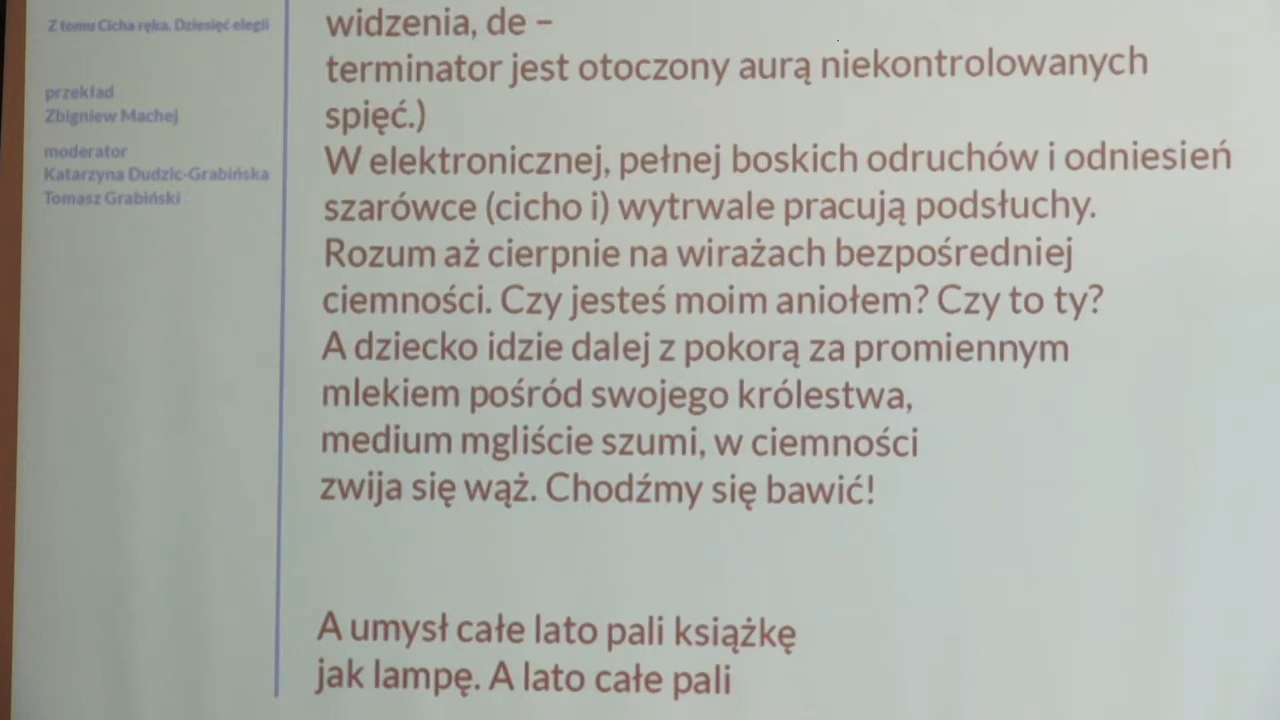 Z tomu Cicha ręka. Dziesięć elegii
przekład
Zbigniew Machej
moderator
Katarzyna Dudzic-Grabińska
Tomasz Grabiński
widzenia, de –
terminator jest otoczony aurą niekontrolowanych
spięć.)
W elektronicznej, pełnej boskich odruchów i odniesień
szarówce (cicho i) wytrwale pracują podsłuchy.
Rozum aż cierpnie na wirażach bezpośredniej
ciemności. Czy jesteś moim aniołem? Czy to ty?
A dziecko idzie dalej z pokorą za promiennym
mlekiem pośród swojego królestwa,
medium mgliście szumi, w ciemności
zwija się wąż. Chodźmy się bawić!
A umysł całe lato pali książkę
jak lampę. A lato całe pali